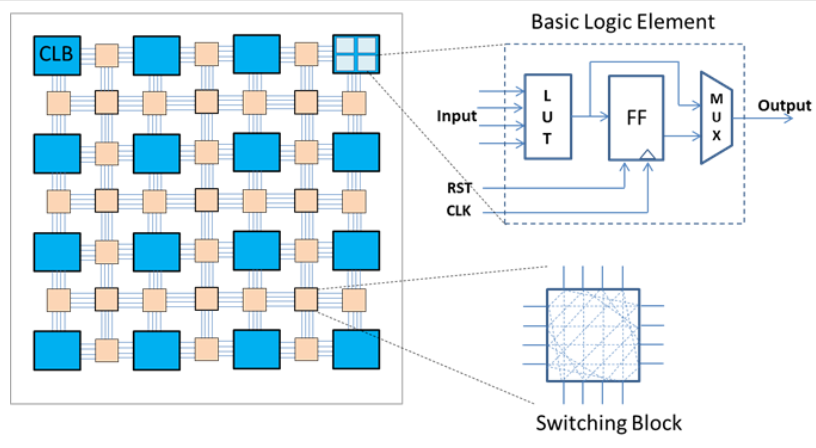 Basic Logic Element
CLB
L
U
T
FF
M
U
X
Input
Output
RST
CLK
Switching Block